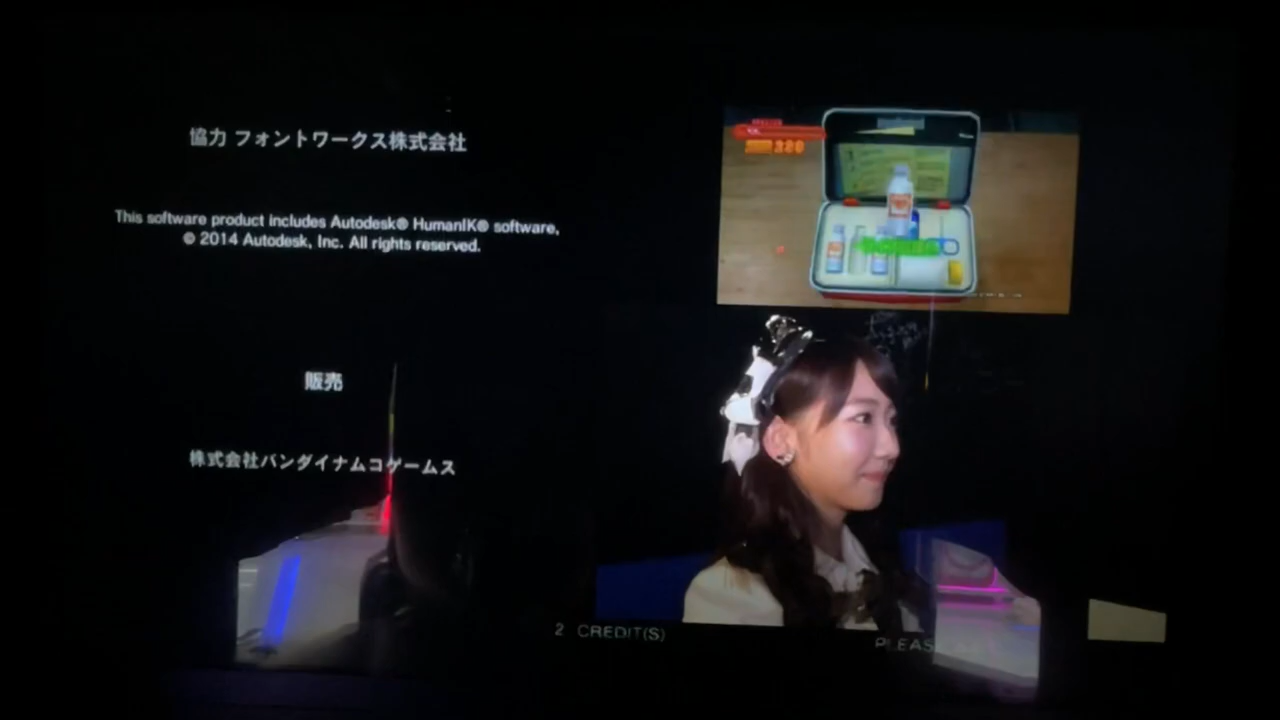 協力 フォントワークス株式会社
This software product includes Autodesk® HumanIK® software,
© 2014 Autodesk, Inc. All rights reserved.
販売
株式会社バンダイナムコゲームス
320
2 CREDIT(S)